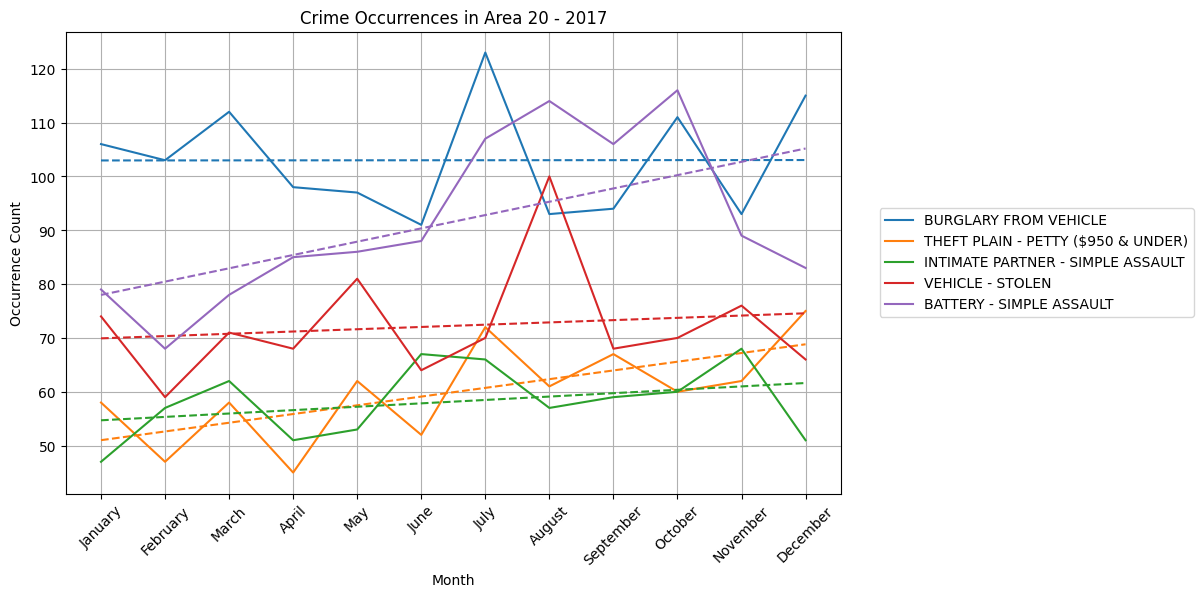 Crime Occurrences in Area 20 - 2017
Occurrence Count
120
110
100
90
80
70
60
50
January
February
March
April
May
June
July
August
September
October
November
December
Month
BURGLARY FROM VEHICLE
THEFT PLAIN - PETTY ($950 & UNDER)
INTIMATE PARTNER - SIMPLE ASSAULT
VEHICLE - STOLEN
BATTERY - SIMPLE ASSAULT